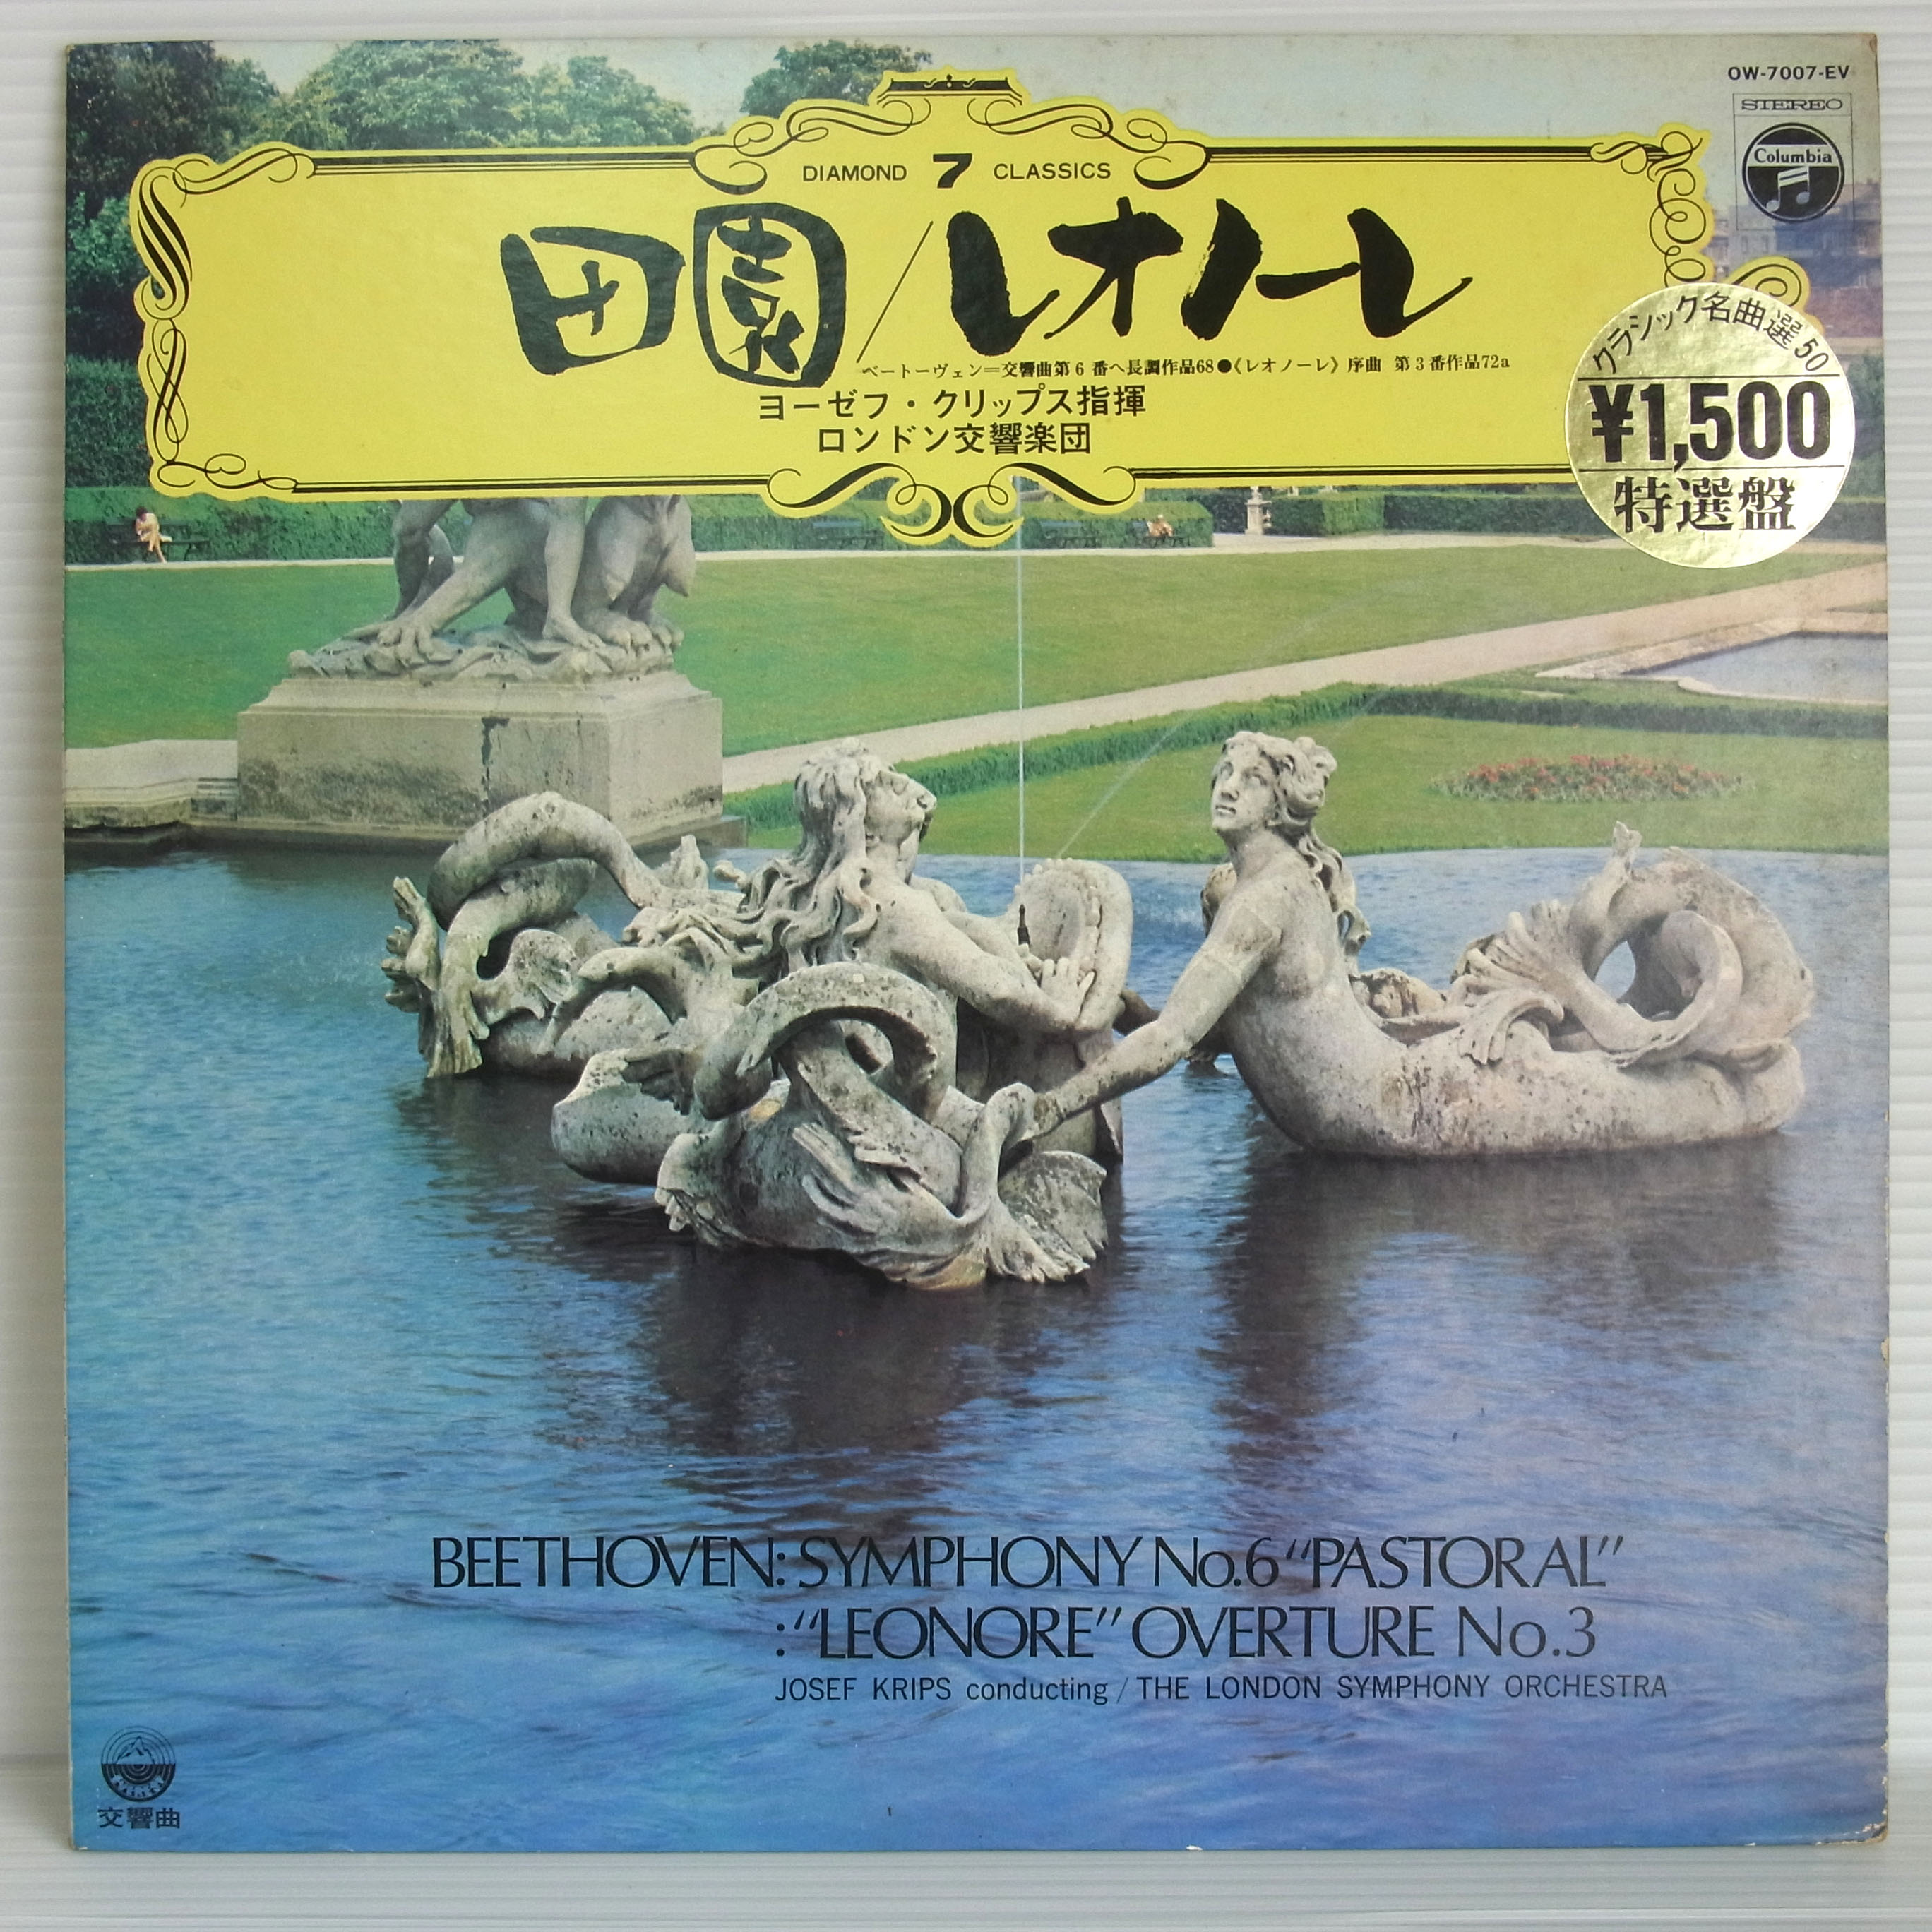 OW-7007-EV
STEREO
Columbia
DIAMOND 7 CLASSICS
田園/レオノーレ
ベートーヴェン=交響曲第6番ヘ長調作品68●《レオノーレ》序曲 第3番作品72a
ヨーゼフ・クリップス指揮
ロンドン交響楽団
クラシック名曲選50
¥1,500
特選盤
BEETHOVEN: SYMPHONY No.6 "PASTORAL"
: "LEONORE" OVERTURE No.3
JOSEF KRIPS conducting / THE LONDON SYMPHONY ORCHESTRA
交響曲